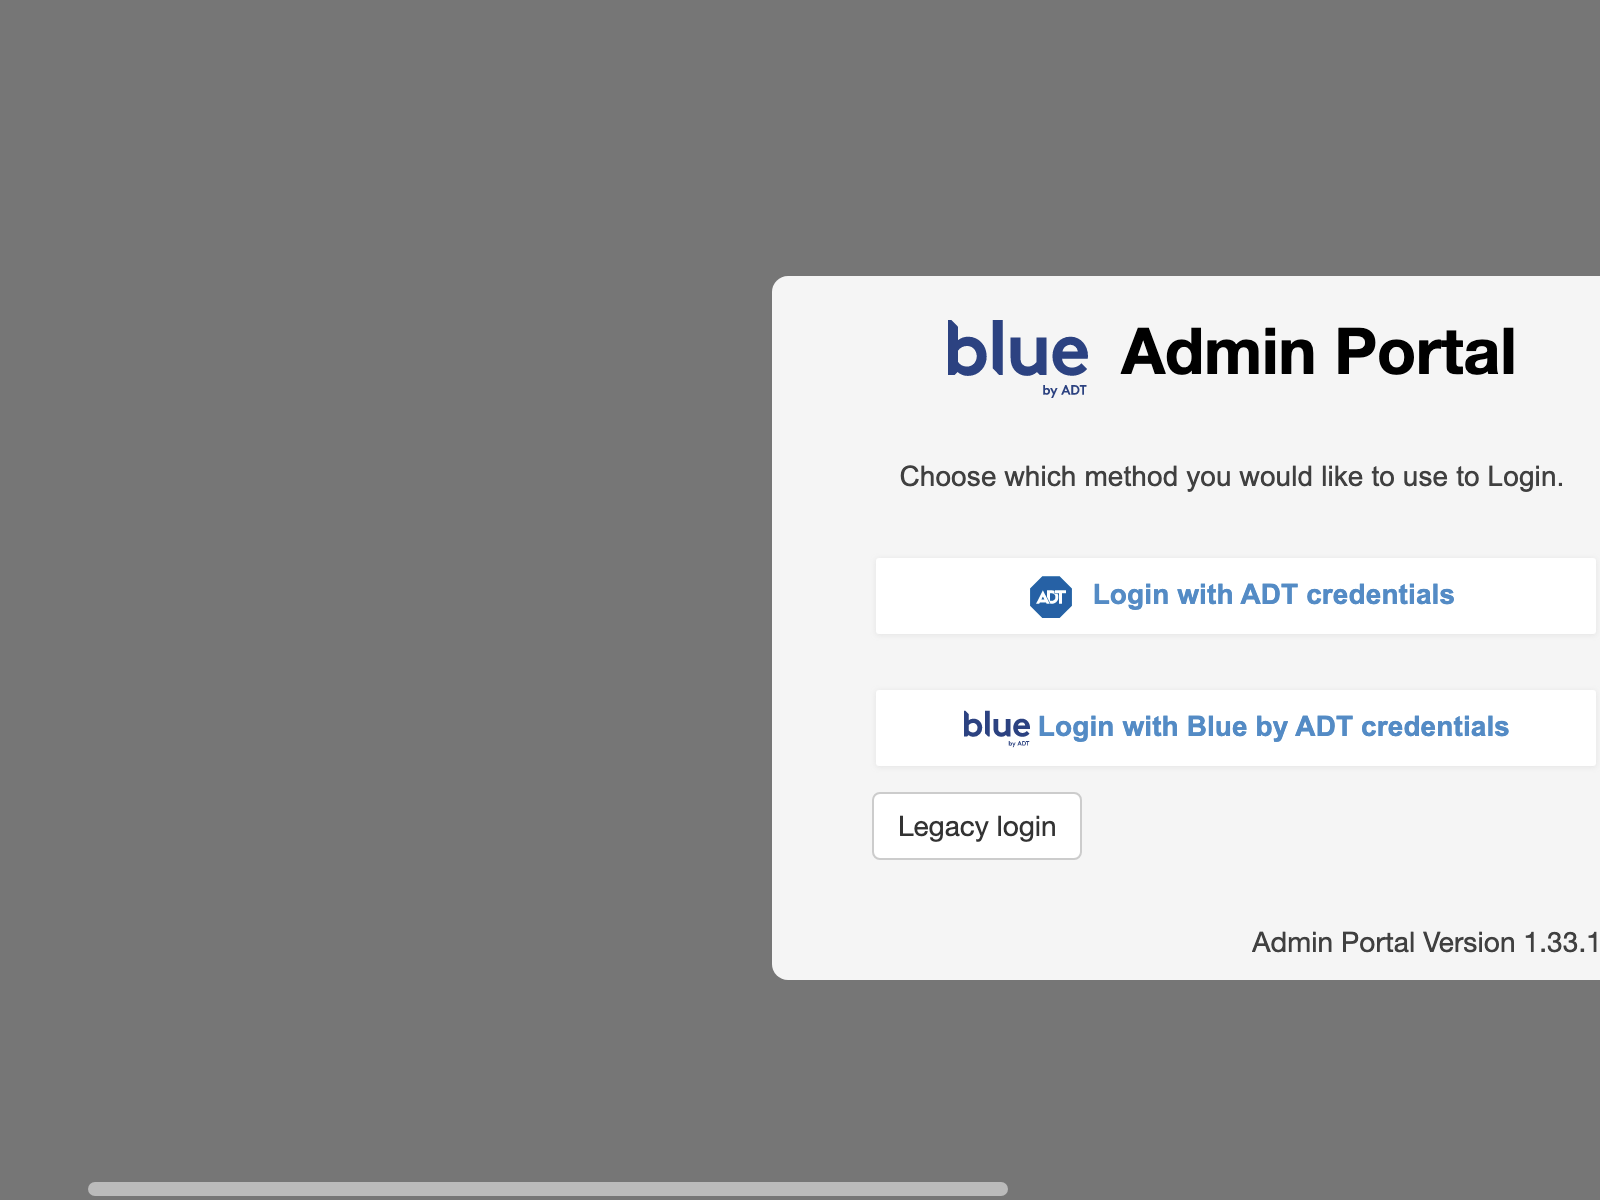 blue Admin Portal
by ADT
Choose which method you would like to use to Login.
ADT Login with ADT credentials
blue Login with Blue by ADT credentials
by ADT
Legacy login
Admin Portal Version 1.33.1